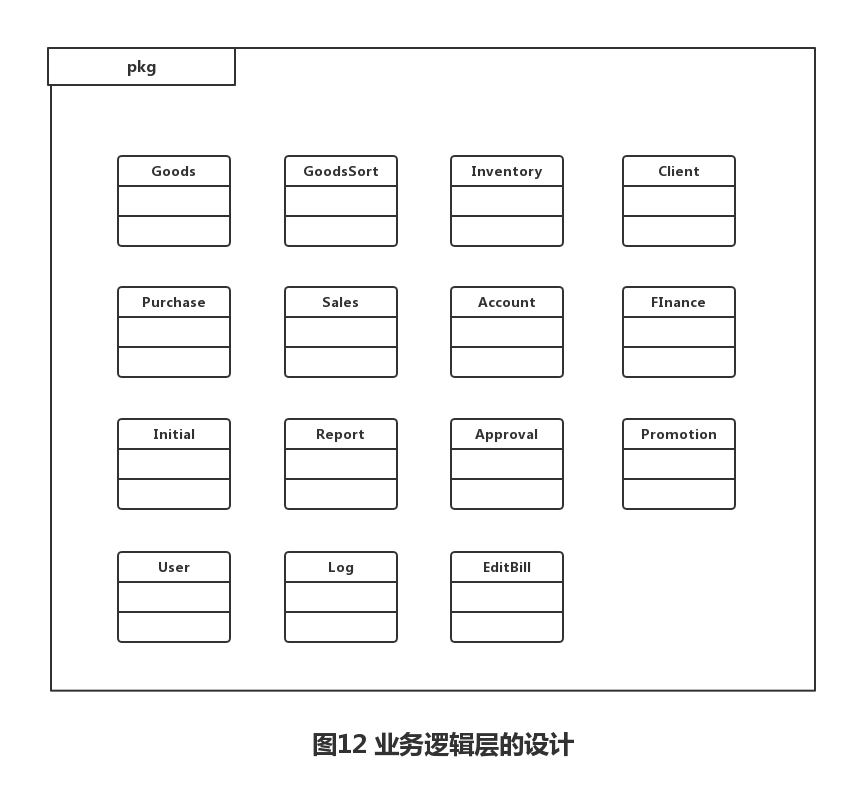 pkg
Goods
GoodsSort
Inventory
Client
Purchase
Sales
Account
FInance
Initial
Report
Approval
Promotion
User
Log
EditBill
图12 业务逻辑层的设计